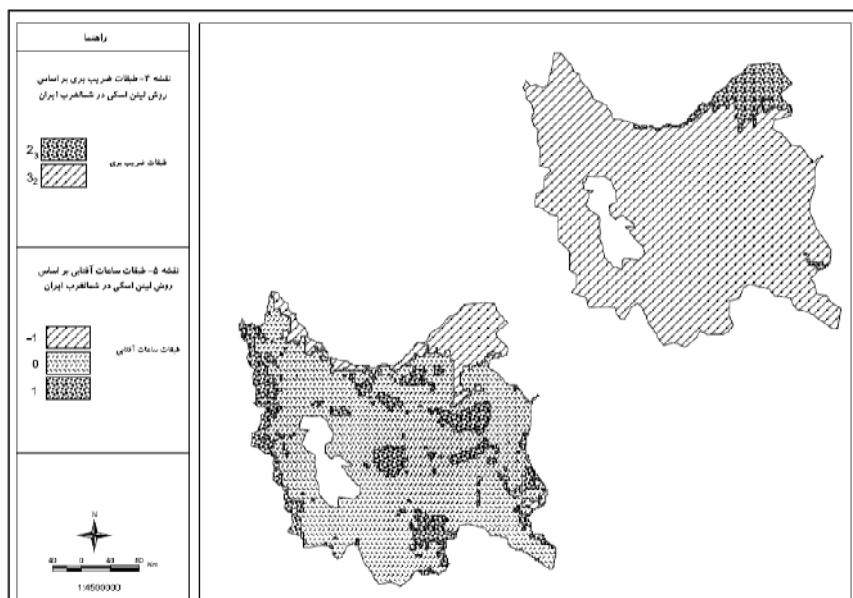 راهنما
نقشه ۴- طبقات ضریب بری بر اساس
روش لیتن اسکی در شمالغرب ایران
طبقات ضریب بری
2₃
3₂
نقشه ۵- طبقات ساعات آفتابی بر اساس
روش لیتن اسکی در شمالغرب ایران
طبقات ساعات آفتابی
-1
0
1
N
40 0 40 80 Km
1:4500000